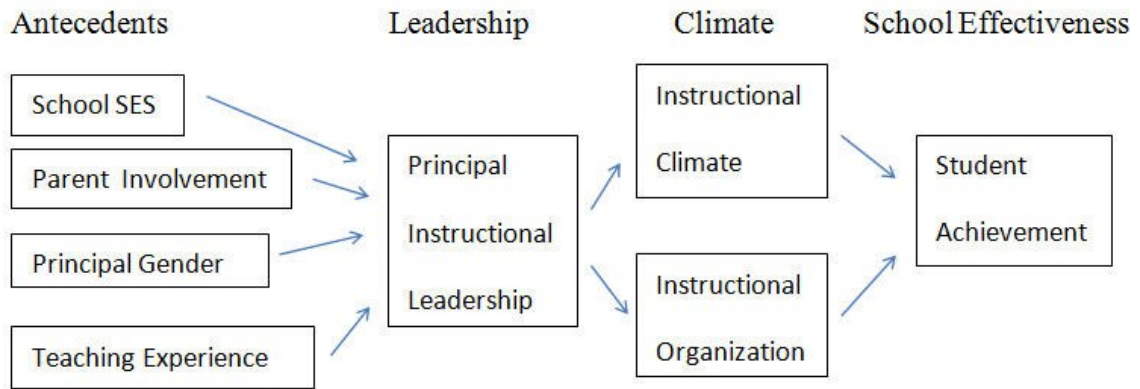 Antecedents
Leadership
Climate
School Effectiveness
School SES
Parent Involvement
Principal Gender
Teaching Experience
Principal
Instructional
Leadership
Instructional
Climate
Instructional
Organization
Student
Achievement